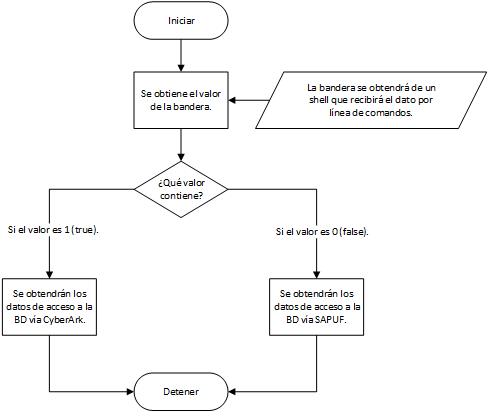 Iniciar
Se obtiene el valor
de la bandera.
La bandera se obtendrá de un
shell que recibirá el dato por
línea de comandos.
¿Qué valor
contiene?
Si el valor es 1 (true).
Si el valor es 0 (false).
Se obtendrán los
datos de acceso a la
BD vía CyberArk.
Se obtendrán los
datos de acceso a la
BD vía SAPUF.
Detener